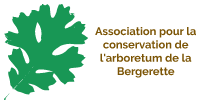 Association pour la
conservation de
l'arboretum de la
Bergerette